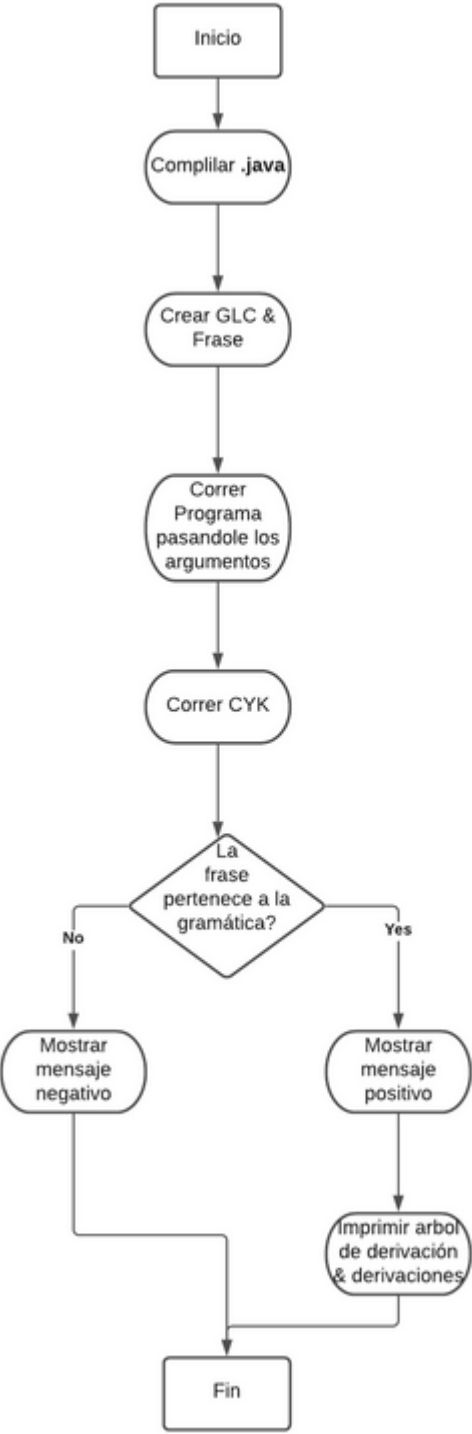 Inicio
Complilar .java
Crear GLC &
Frase
Correr
Programa
pasandole los
argumentos
Correr CYK
La
frase
pertenece a la
gramática?
No
Yes
Mostrar
mensaje
negativo
Mostrar
mensaje
positivo
Imprimir arbol
de derivación
& derivaciones
Fin